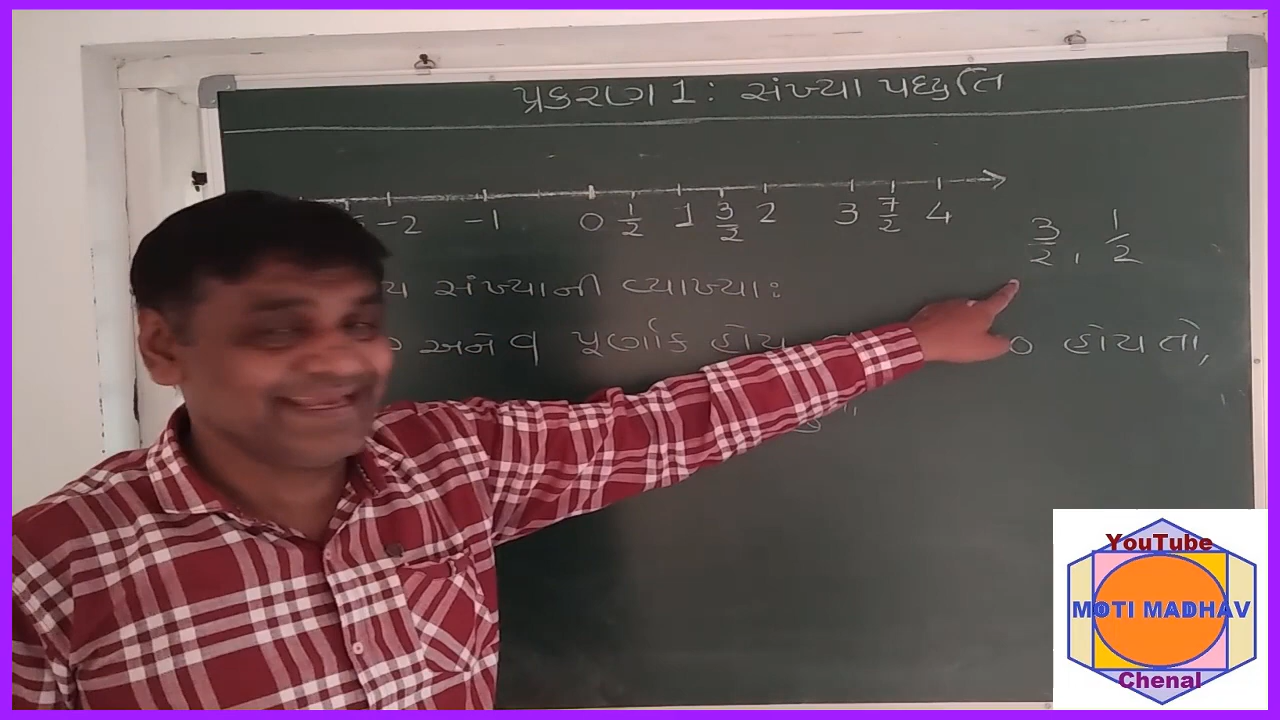 પ્રકરણ 1: સંખ્યા પદ્ધતિ
-2 -1 0 1/2 1 3/2 2 3 7/2 4
3/2, 1/2
સંખ્યાની વ્યાખ્યાઃ
અને q પૂર્ણાંક હોય 0 હોય તો,
YouTube
MOTI MADHAV
Chenal